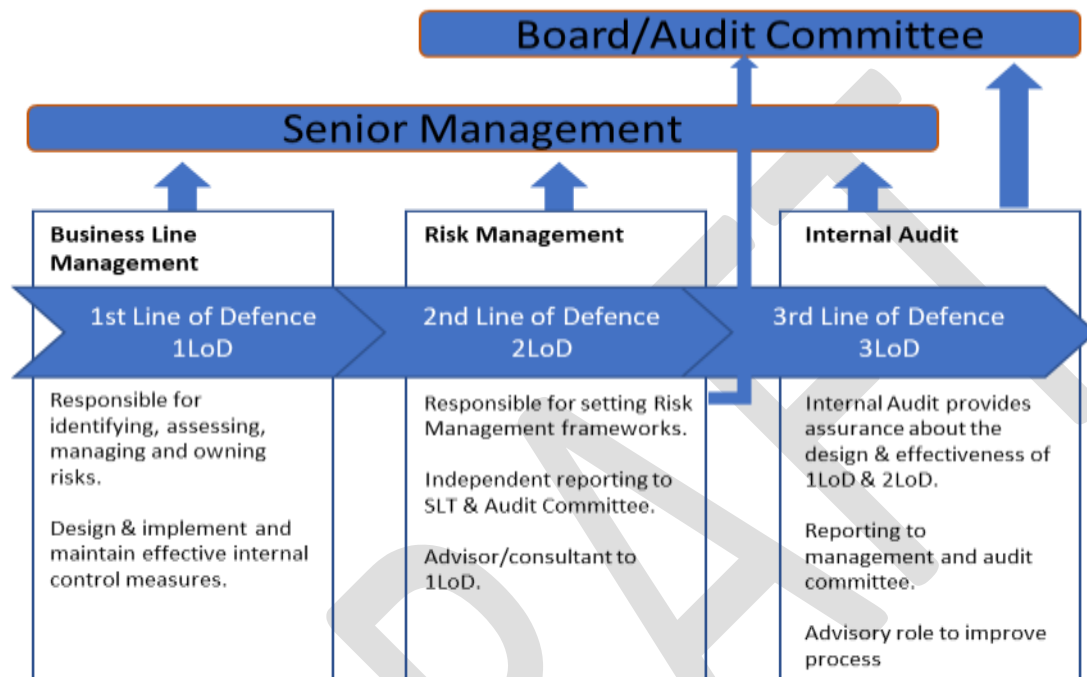 Board/Audit Committee
Senior Management
Business Line
Management
1st Line of Defence
1LoD
Responsible for
identifying, assessing,
managing and owning
risks.
Design & implement and
maintain effective internal
control measures.
Risk Management
2nd Line of Defence
2LoD
Responsible for setting Risk
Management frameworks.
Independent reporting to
SLT & Audit Committee.
Advisor/consultant to
1LoD.
Internal Audit
3rd Line of Defence
3LoD
Internal Audit provides
assurance about the
design & effectiveness of
1LoD & 2LoD.
Reporting to
management and audit
committee.
Advisory role to improve
process
DRAFT